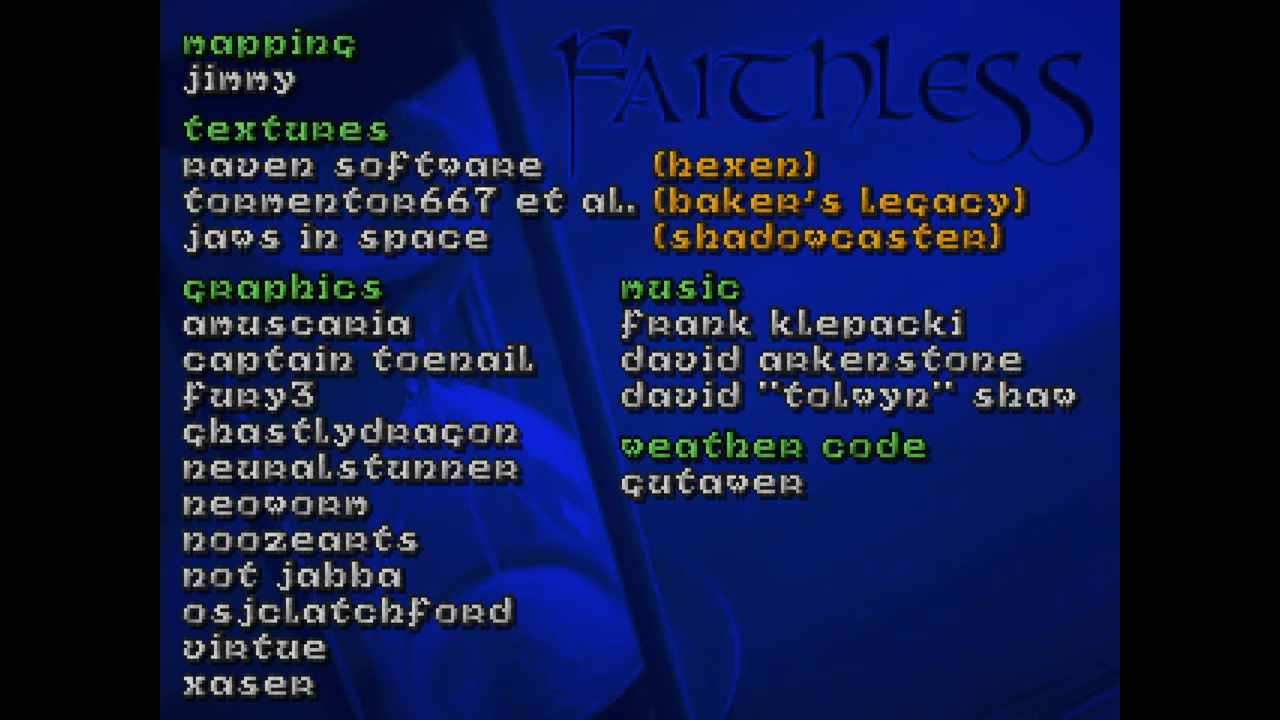 Faithless
mapping
jimmy
textures
raven software (hexen)
tormentor667 et al. (baker's legacy)
jaws in space (shadowcaster)
graphics
amuscaria
captain toenail
fury3
ghastlydragon
neuralstunner
neoworm
noozearts
not jabba
osjclatchford
virtue
xaser
music
frank klepacki
david arkenstone
david "tolwyn" shaw
weather code
gutawer